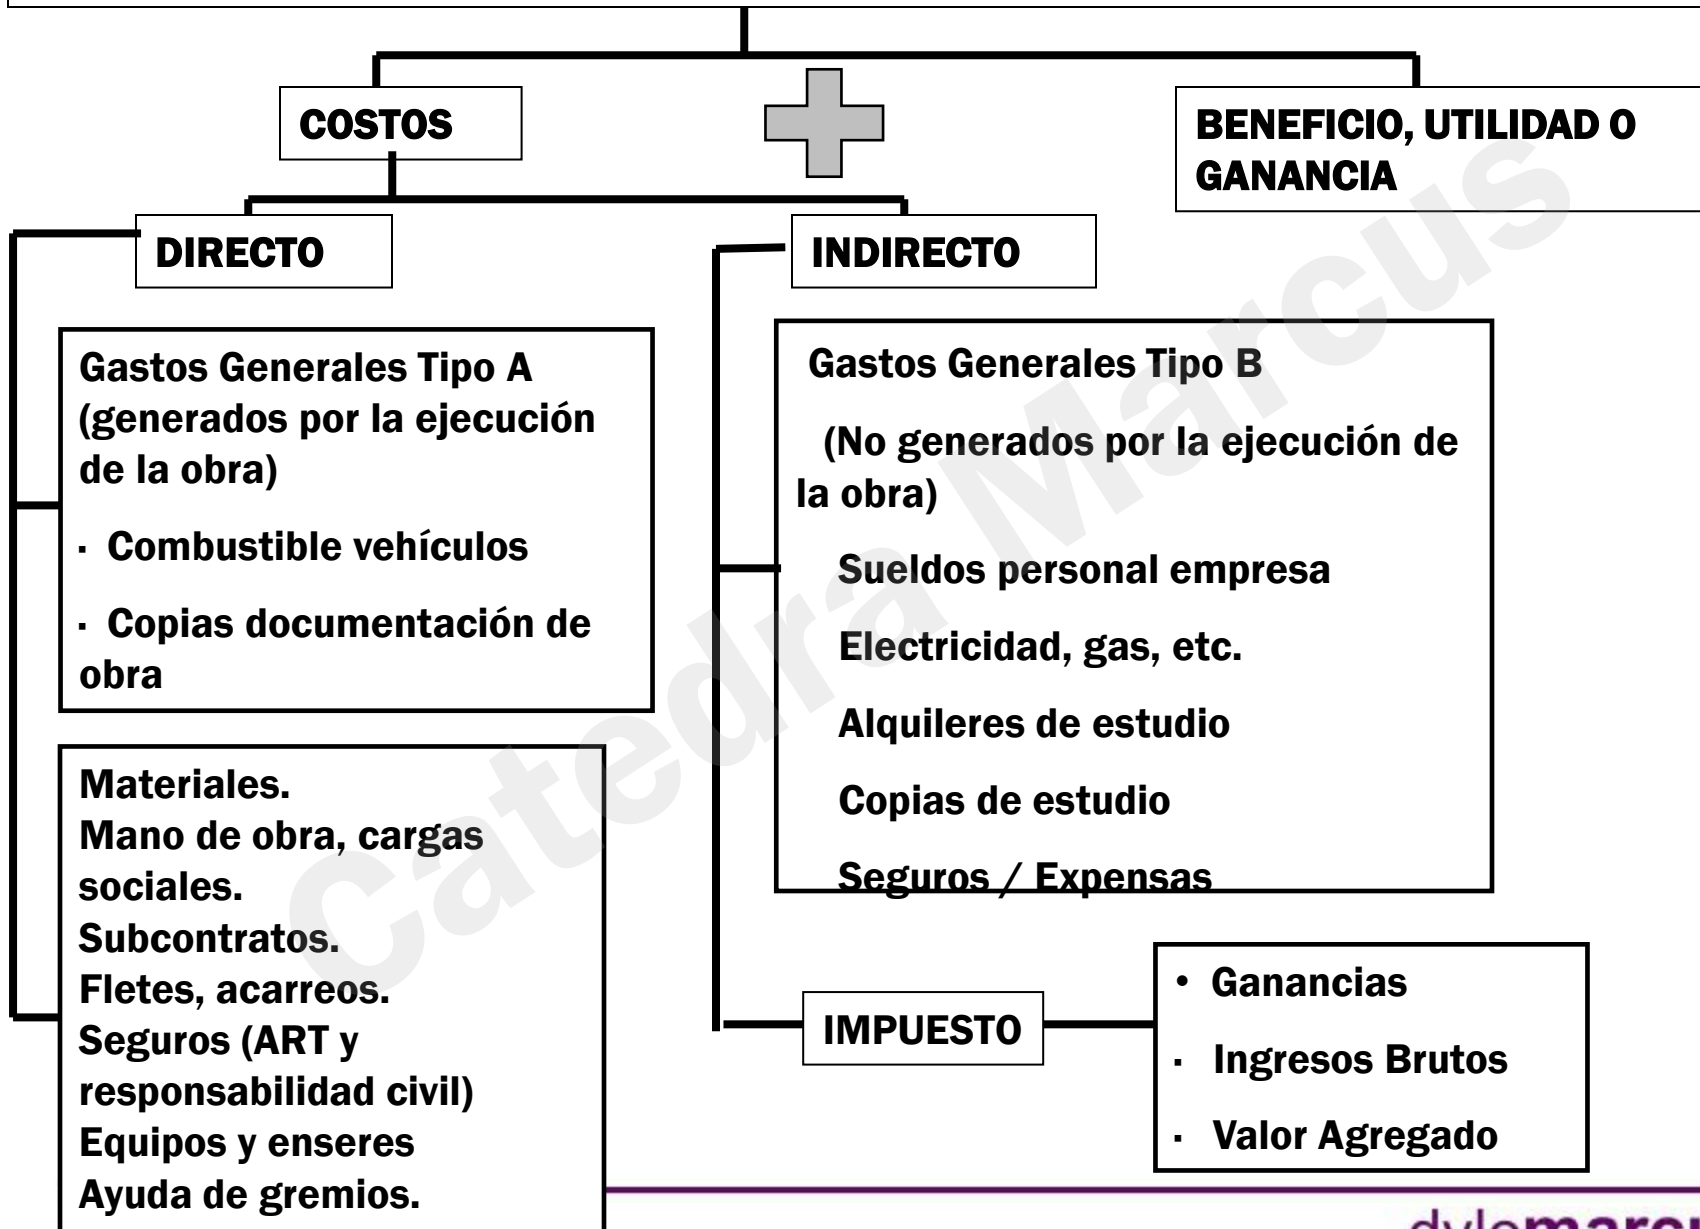 COSTOS
BENEFICIO, UTILIDAD O
GANANCIA
DIRECTO
INDIRECTO
Gastos Generales Tipo A
(generados por la ejecución
de la obra)
· Combustible vehículos
· Copias documentación de
obra
Materiales.
Mano de obra, cargas
sociales.
Subcontratos.
Fletes, acarreos.
Seguros (ART y
responsabilidad civil)
Equipos y enseres
Ayuda de gremios.
Gastos Generales Tipo B
(No generados por la ejecución de
la obra)
Sueldos personal empresa
Electricidad, gas, etc.
Alquileres de estudio
Copias de estudio
Seguros / Expensas
IMPUESTO
• Ganancias
· Ingresos Brutos
· Valor Agregado
Catedra Marcus